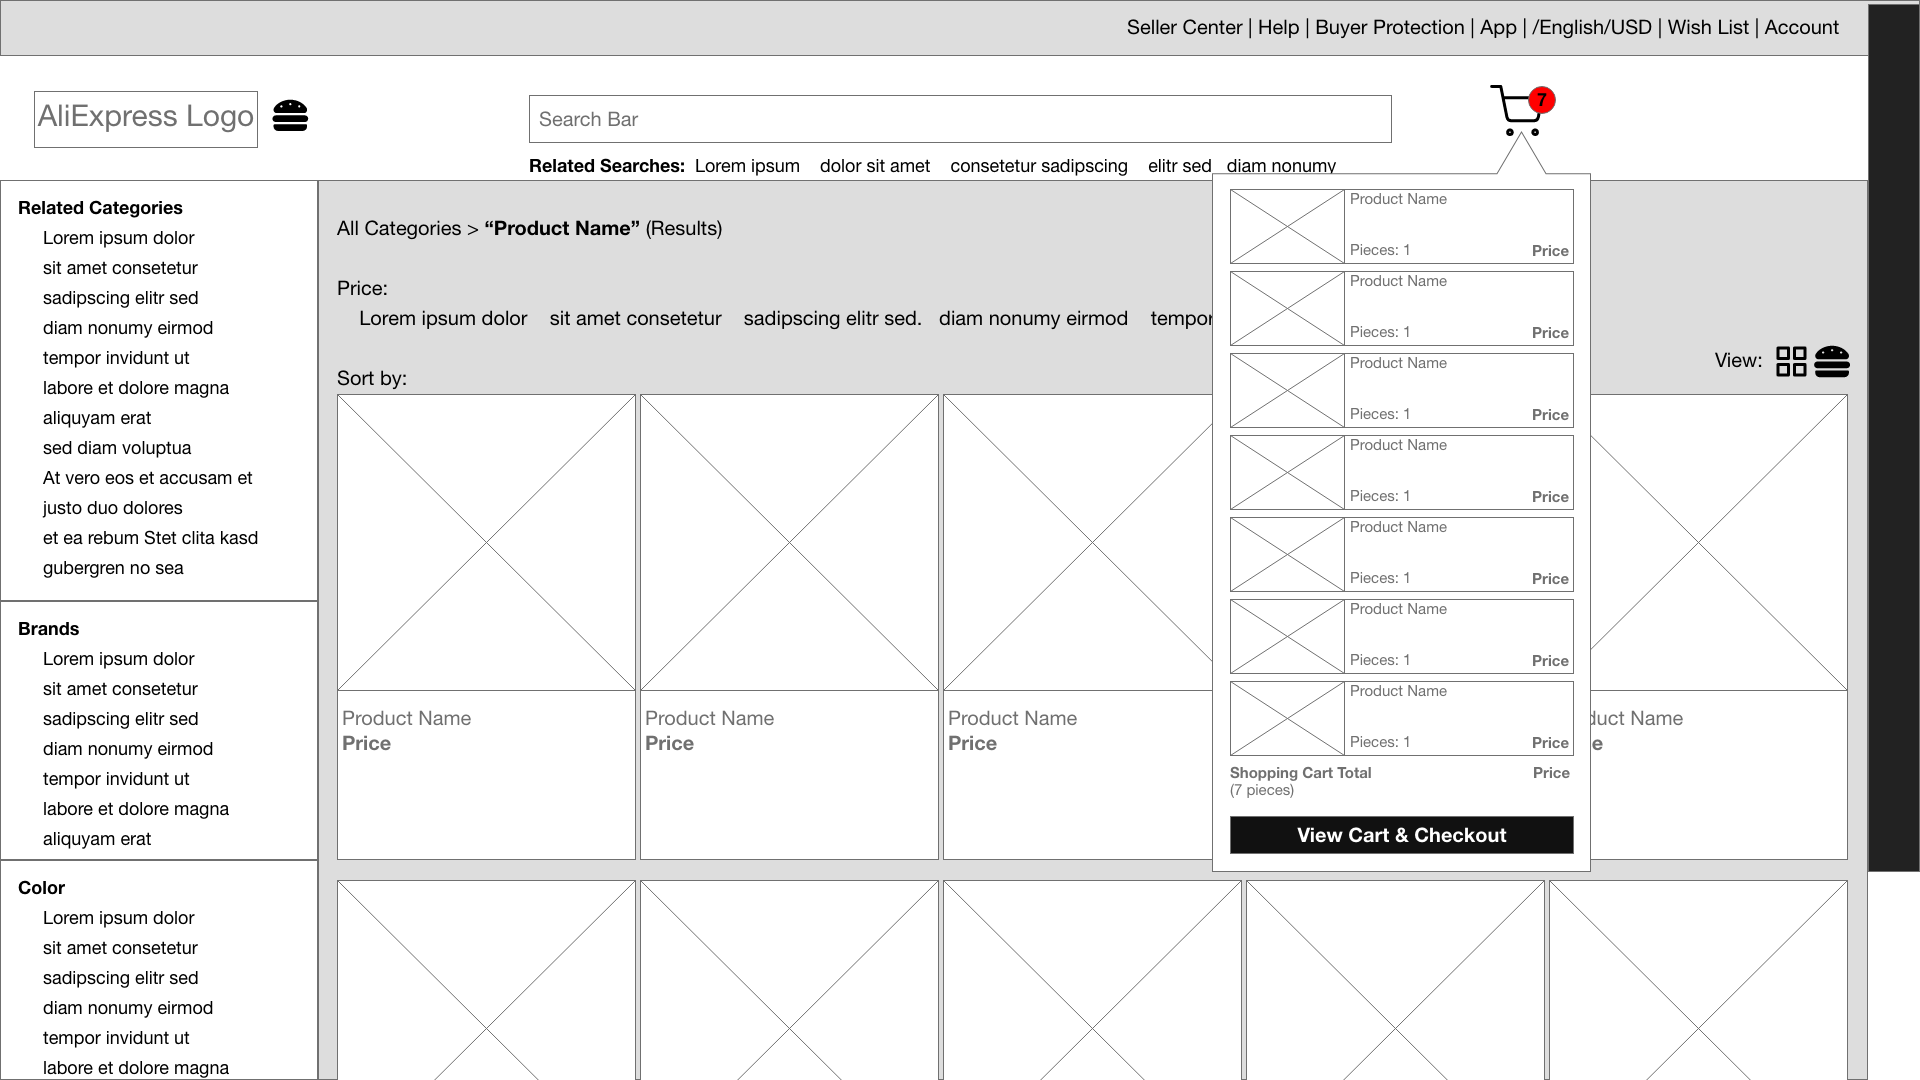 Seller Center | Help | Buyer Protection | App | /English/USD | Wish List | Account
AliExpress Logo
Search Bar
7
Related Searches: Lorem ipsum dolor sit amet consetetur sadipscing elitr sed diam nonumy
Related Categories
Lorem ipsum dolor
sit amet consetetur
sadipscing elitr sed
diam nonumy eirmod
tempor invidunt ut
labore et dolore magna
aliquyam erat
sed diam voluptua
At vero eos et accusam et
justo duo dolores
et ea rebum Stet clita kasd
gubergren no sea
Brands
Lorem ipsum dolor
sit amet consetetur
sadipscing elitr sed
diam nonumy eirmod
tempor invidunt ut
labore et dolore magna
aliquyam erat
Color
Lorem ipsum dolor
sit amet consetetur
sadipscing elitr sed
diam nonumy eirmod
tempor invidunt ut
labore et dolore magna
All Categories > “Product Name” (Results)
Price:
Lorem ipsum dolor sit amet consetetur sadipscing elitr sed. diam nonumy eirmod tempor
Sort by:
View:
Product Name
Price
Product Name
Price
Product Name
Price
duct Name
e
Product Name
Pieces: 1 Price
Product Name
Pieces: 1 Price
Product Name
Pieces: 1 Price
Product Name
Pieces: 1 Price
Product Name
Pieces: 1 Price
Product Name
Pieces: 1 Price
Product Name
Pieces: 1 Price
Shopping Cart Total Price
(7 pieces)
View Cart & Checkout